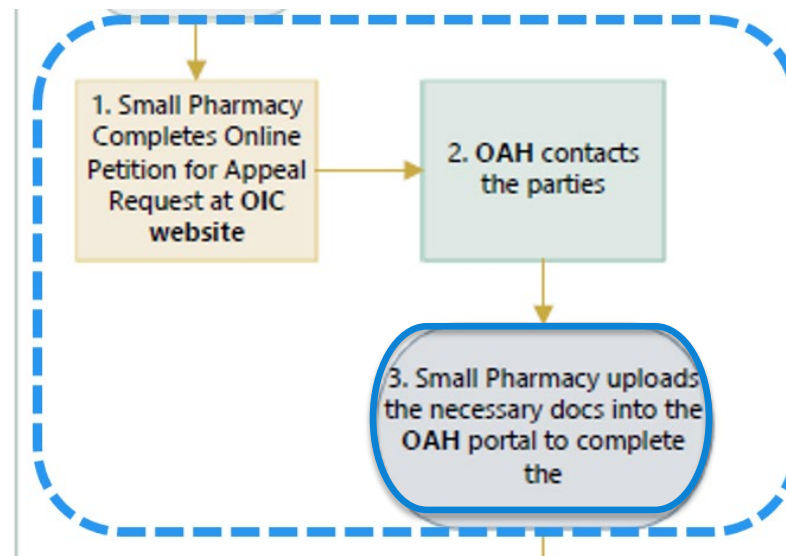 1. Small Pharmacy
Completes Online
Petition for Appeal
Request at OIC
website
2. OAH contacts
the parties
3. Small Pharmacy uploads
the necessary docs into the
OAH portal to complete
the